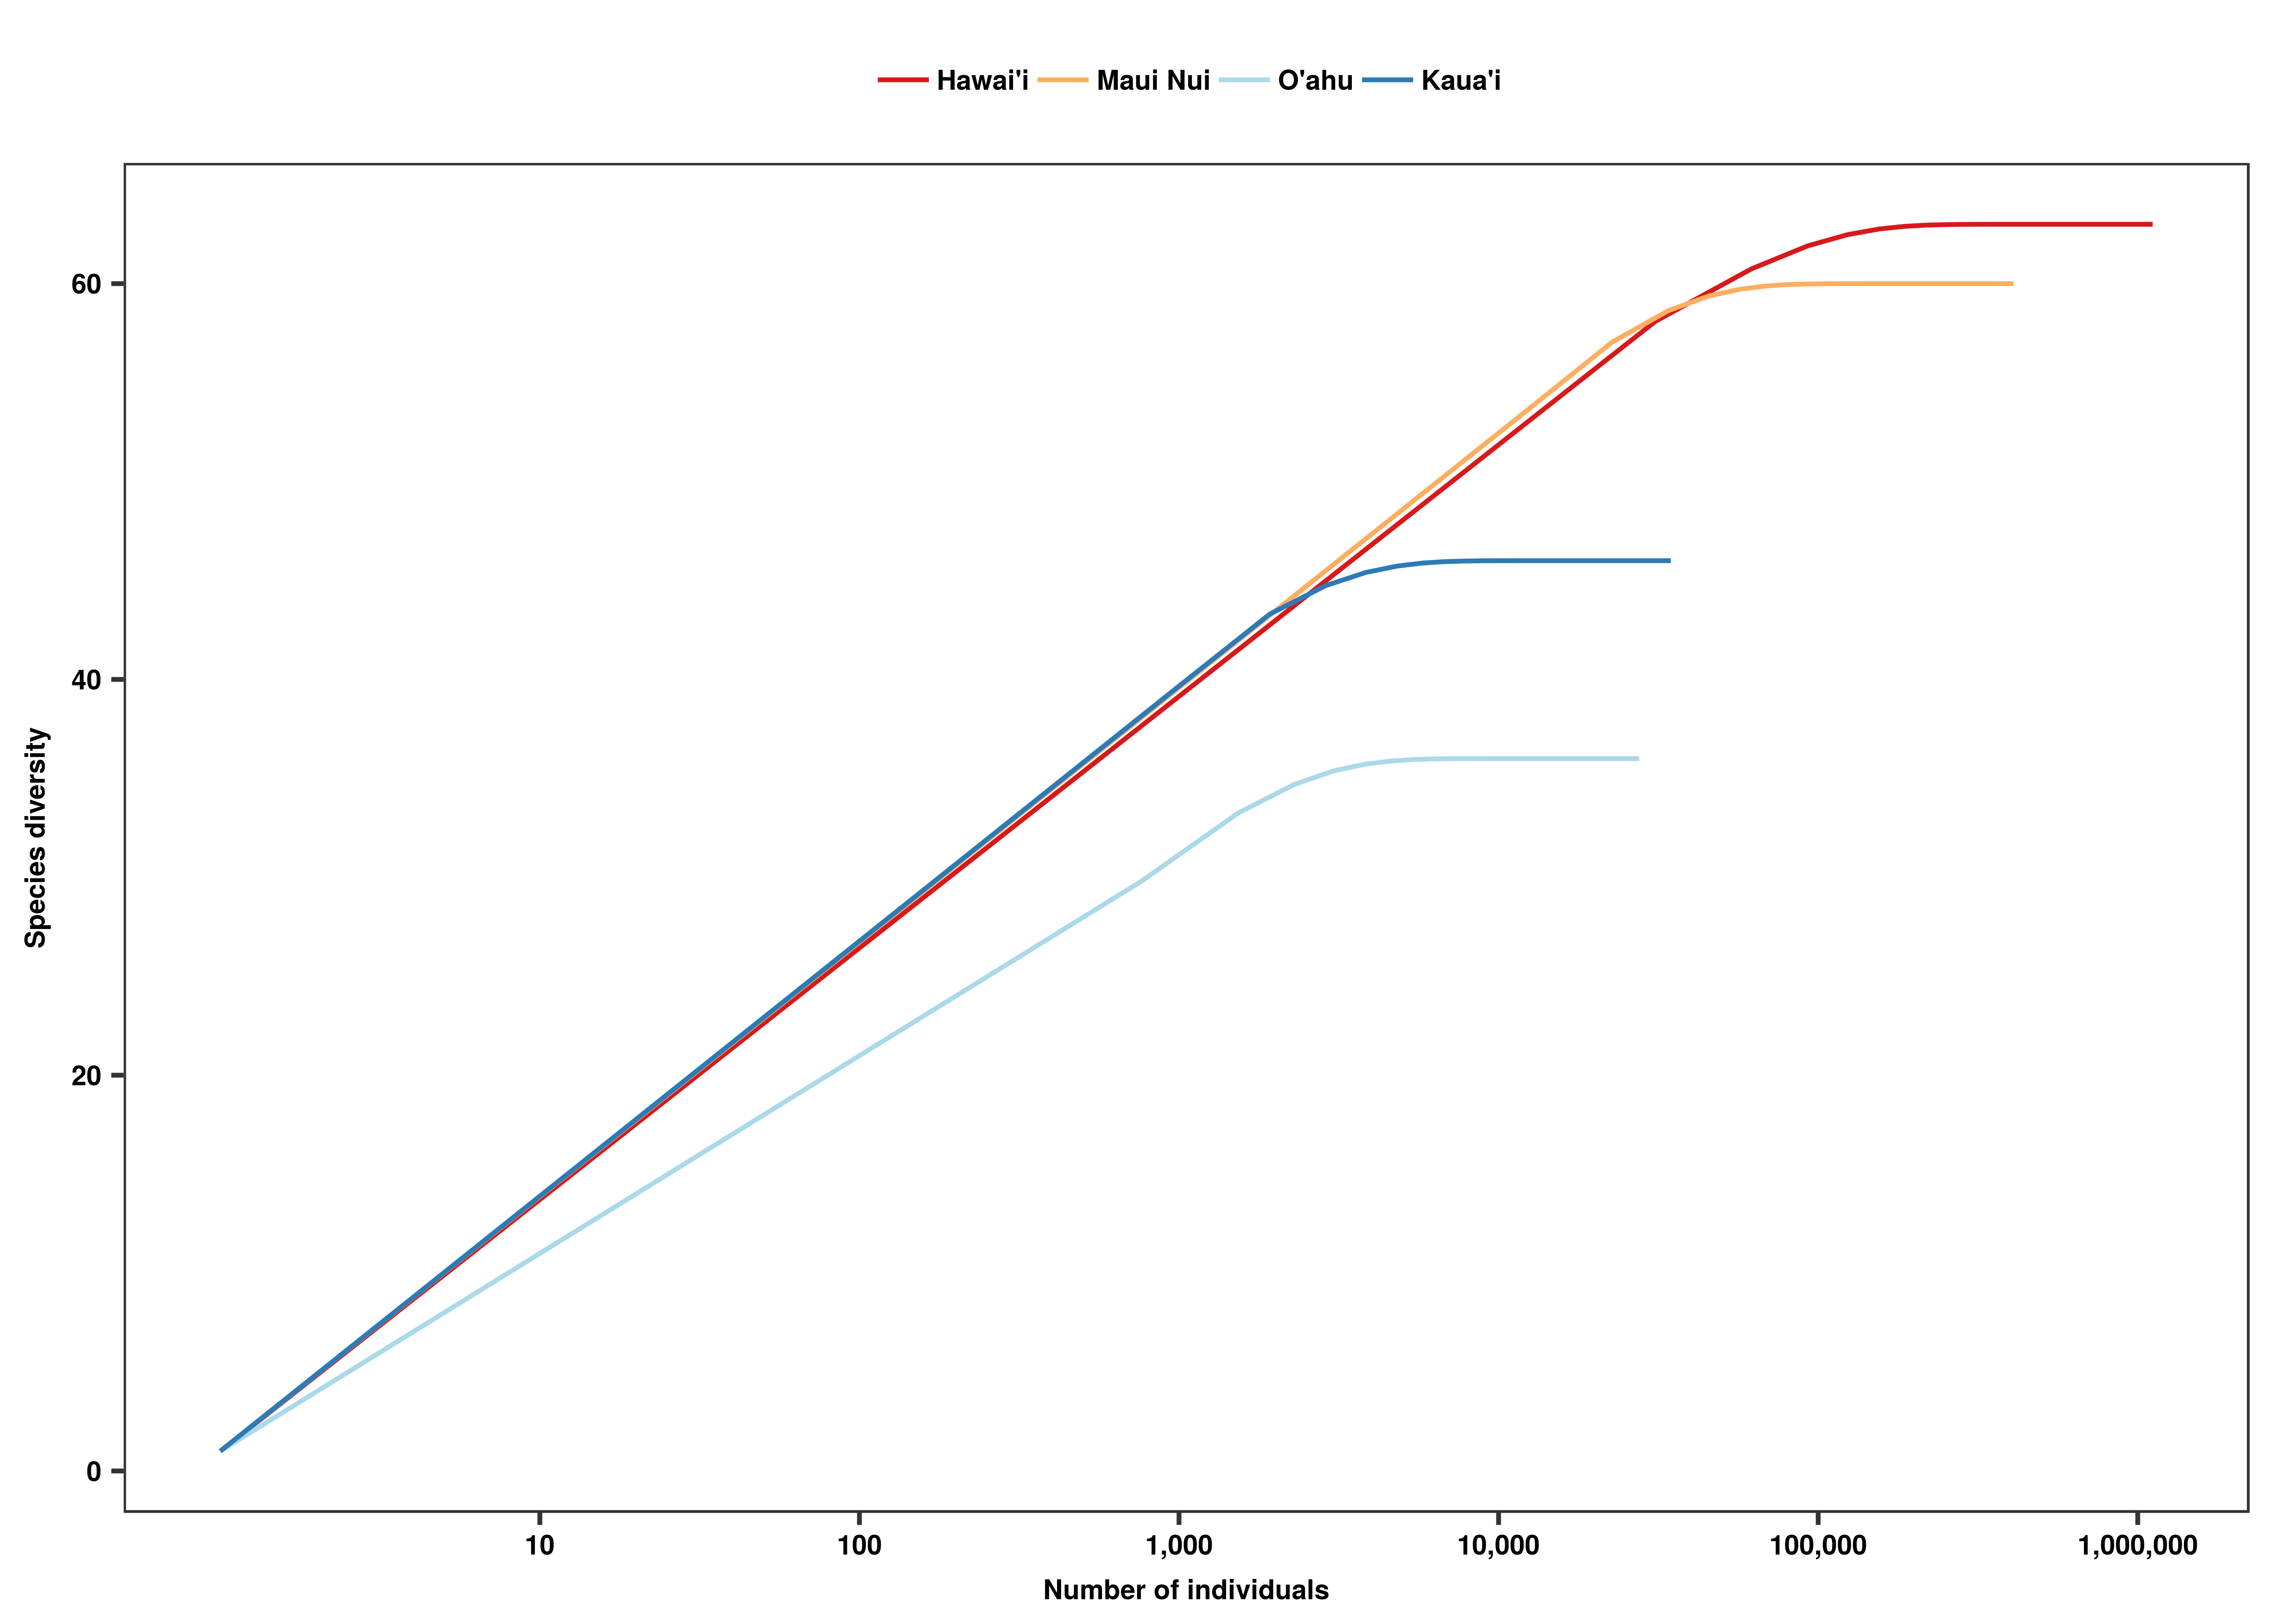 Hawai'i Maui Nui O'ahu Kaua'i
60
40
20
0
Species diversity
10 100 1,000 10,000 100,000 1,000,000
Number of individuals